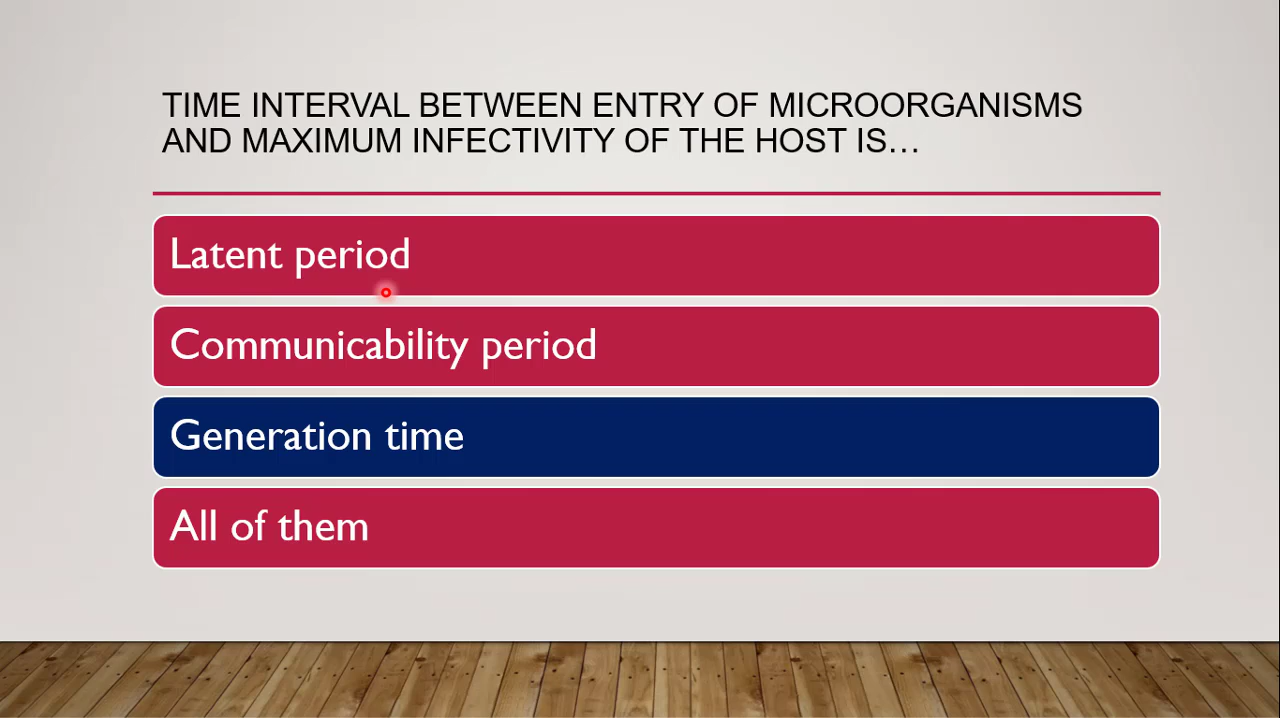 TIME INTERVAL BETWEEN ENTRY OF MICROORGANISMS
AND MAXIMUM INFECTIVITY OF THE HOST IS…
Latent period
Communicability period
Generation time
All of them